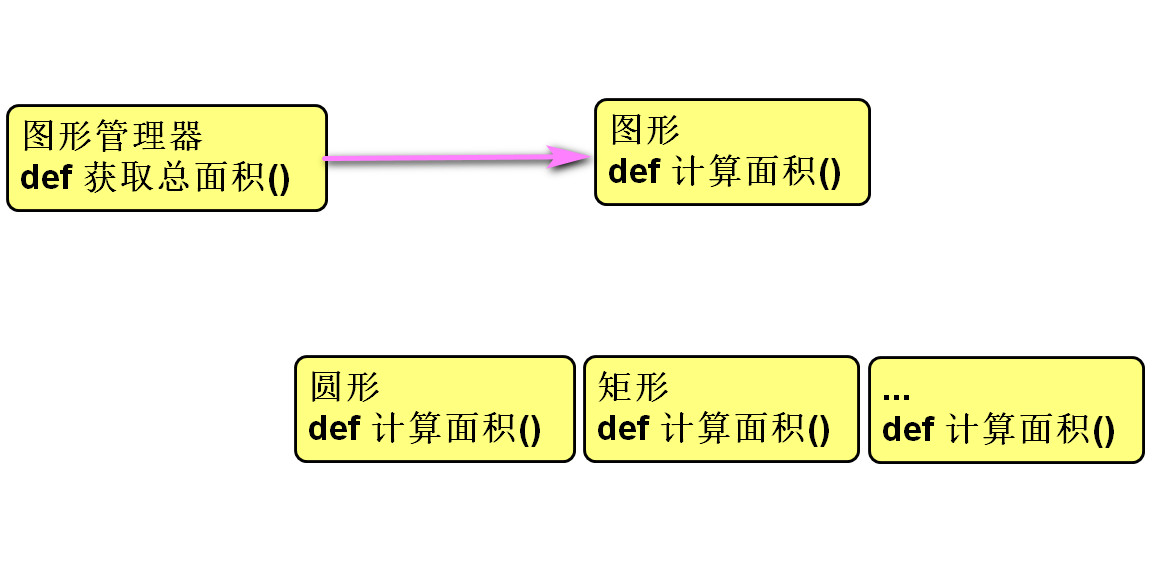 图形管理器
def 获取总面积()
图形
def 计算面积()
圆形
def 计算面积()
矩形
def 计算面积()
...
def 计算面积()